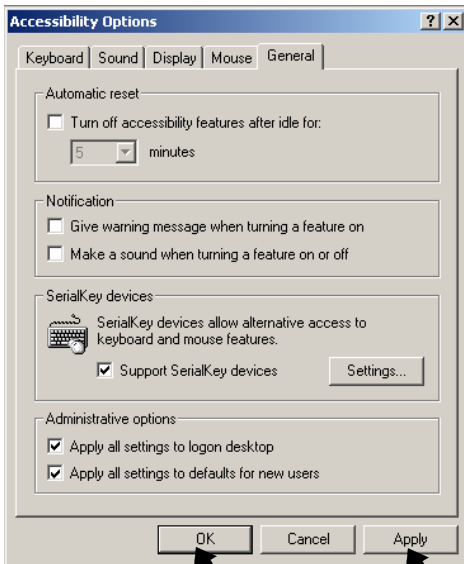 Accessibility Options
Keyboard Sound Display Mouse General
Automatic reset
Turn off accessibility features after idle for:
5 minutes
Notification
Give warning message when turning a feature on
Make a sound when turning a feature on or off
SerialKey devices
SerialKey devices allow alternative access to
keyboard and mouse features.
Support SerialKey devices Settings...
Administrative options
Apply all settings to logon desktop
Apply all settings to defaults for new users
OK Cancel Apply